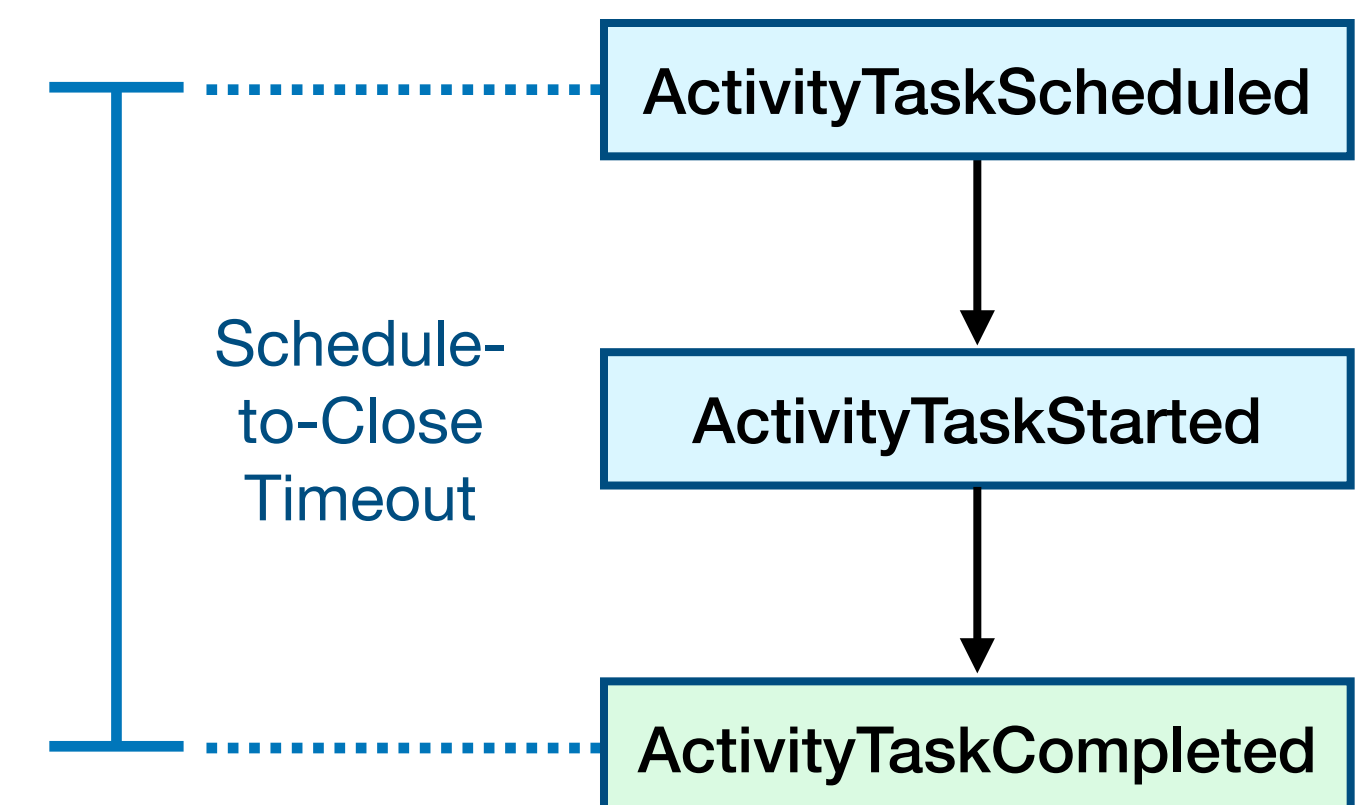 ActivityTaskScheduled
Schedule-
to-Close
Timeout
ActivityTaskStarted
ActivityTaskCompleted